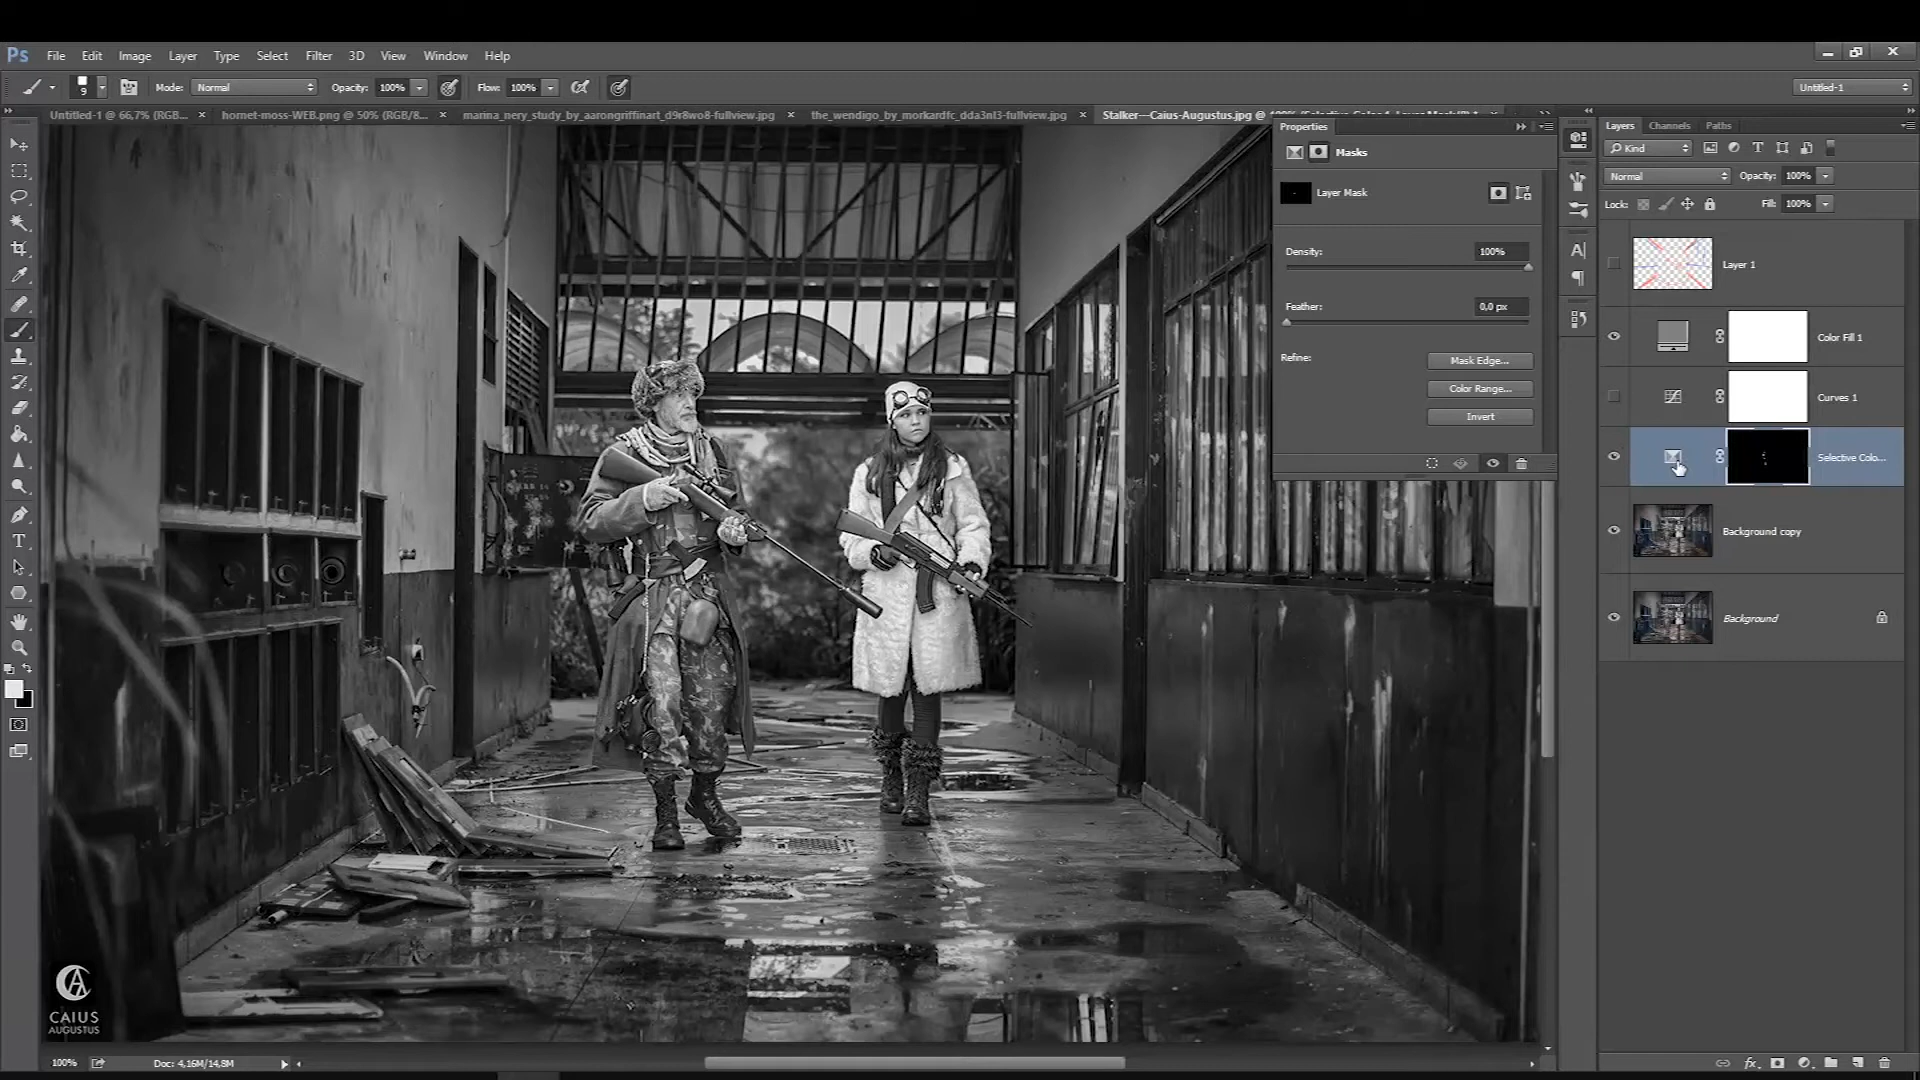 Ps File Edit Image Layer Type Select Filter 3D View Window Help
9 Mode: Normal Opacity: 100% Flow: 100% Untitled-1
Untitled-1 @ 66,7% (RGB... hornet-moss-WEB.png @ 50% (RGB/8... marina_nery_study_by_aarongriffinart_d9r8wo8-fullview.jpg the_wendigo_by_morkardfc_dda3nt3-fullview.jpg Stalker—Caius-Augustus.jpg @ 100%
Properties
Masks
Layer Mask
Density: 100%
Feather: 0,0 px
Refine: Mask Edge...
Color Range...
Invert
Layers Channels Paths
Kind
Normal Opacity: 100%
Lock: Fill: 100%
Layer 1
Color Fill 1
Curves 1
Selective Colo...
Background copy
Background
CAIUS
AUGUSTUS
100% Doc: 4,16M/14,8M